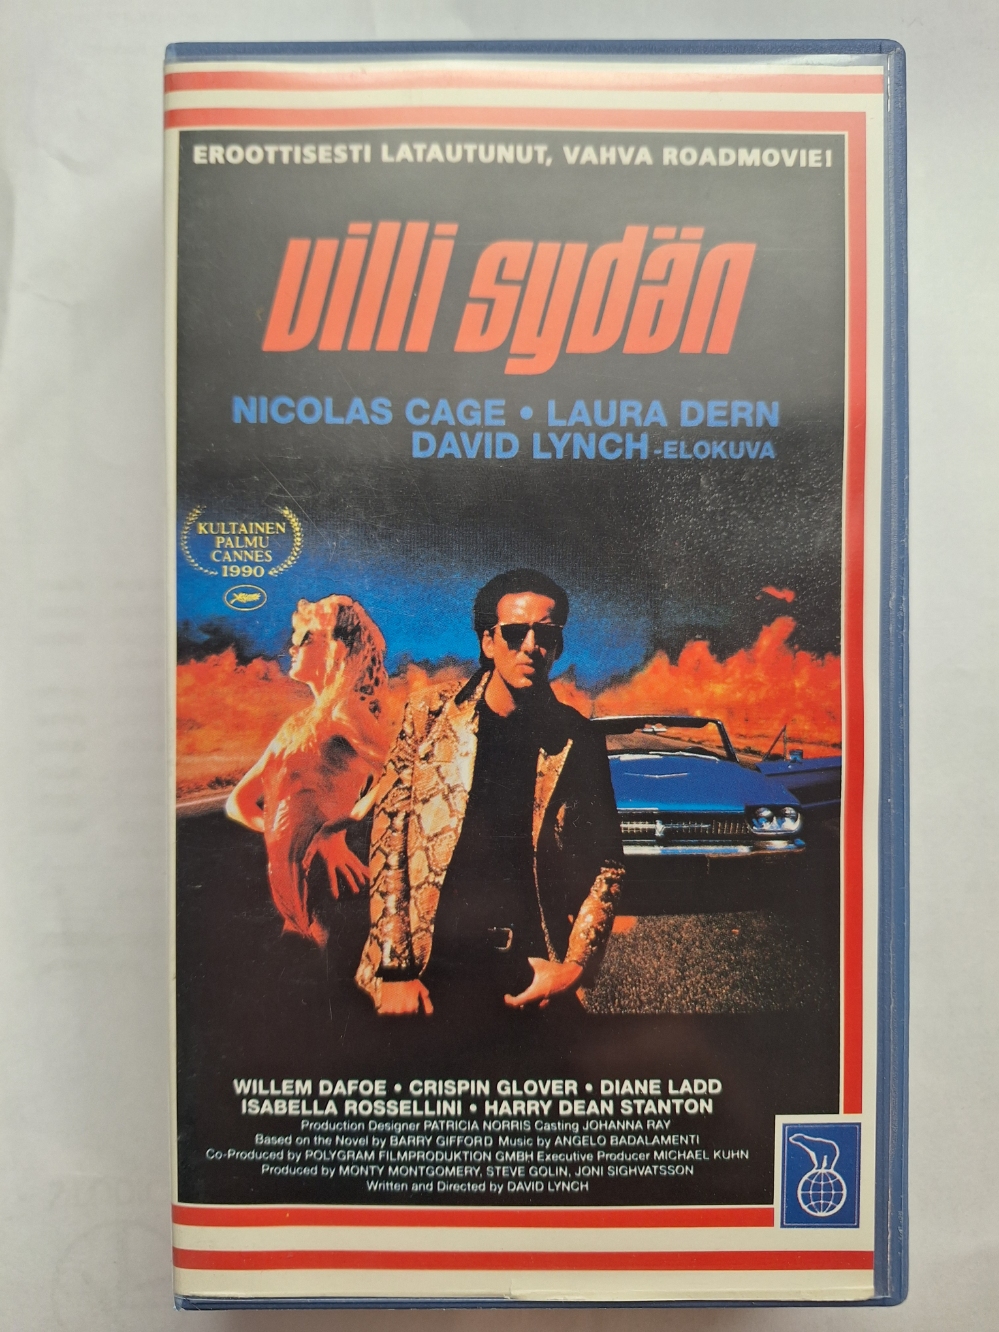 EROOTTISESTI LATAUTUNUT, VAHVA ROADMOVIE!
villi sydän
NICOLAS CAGE • LAURA DERN
DAVID LYNCH -ELOKUVA
KULTAINEN
PALMU
CANNES
1990
WILLEM DAFOE • CRISPIN GLOVER • DIANE LADD
ISABELLA ROSSELLINI • HARRY DEAN STANTON
Production Designer PATRICIA NORRIS Casting JOHANNA RAY
Based on the Novel by BARRY GIFFORD Music by ANGELO BADALAMENTI
Co-Produced by POLYGRAM FILMPRODUKTION GMBH Executive Producer MICHAEL KUHN
Produced by MONTY MONTGOMERY, STEVE GOLIN, JONI SIGHVATSSON
Written and Directed by DAVID LYNCH